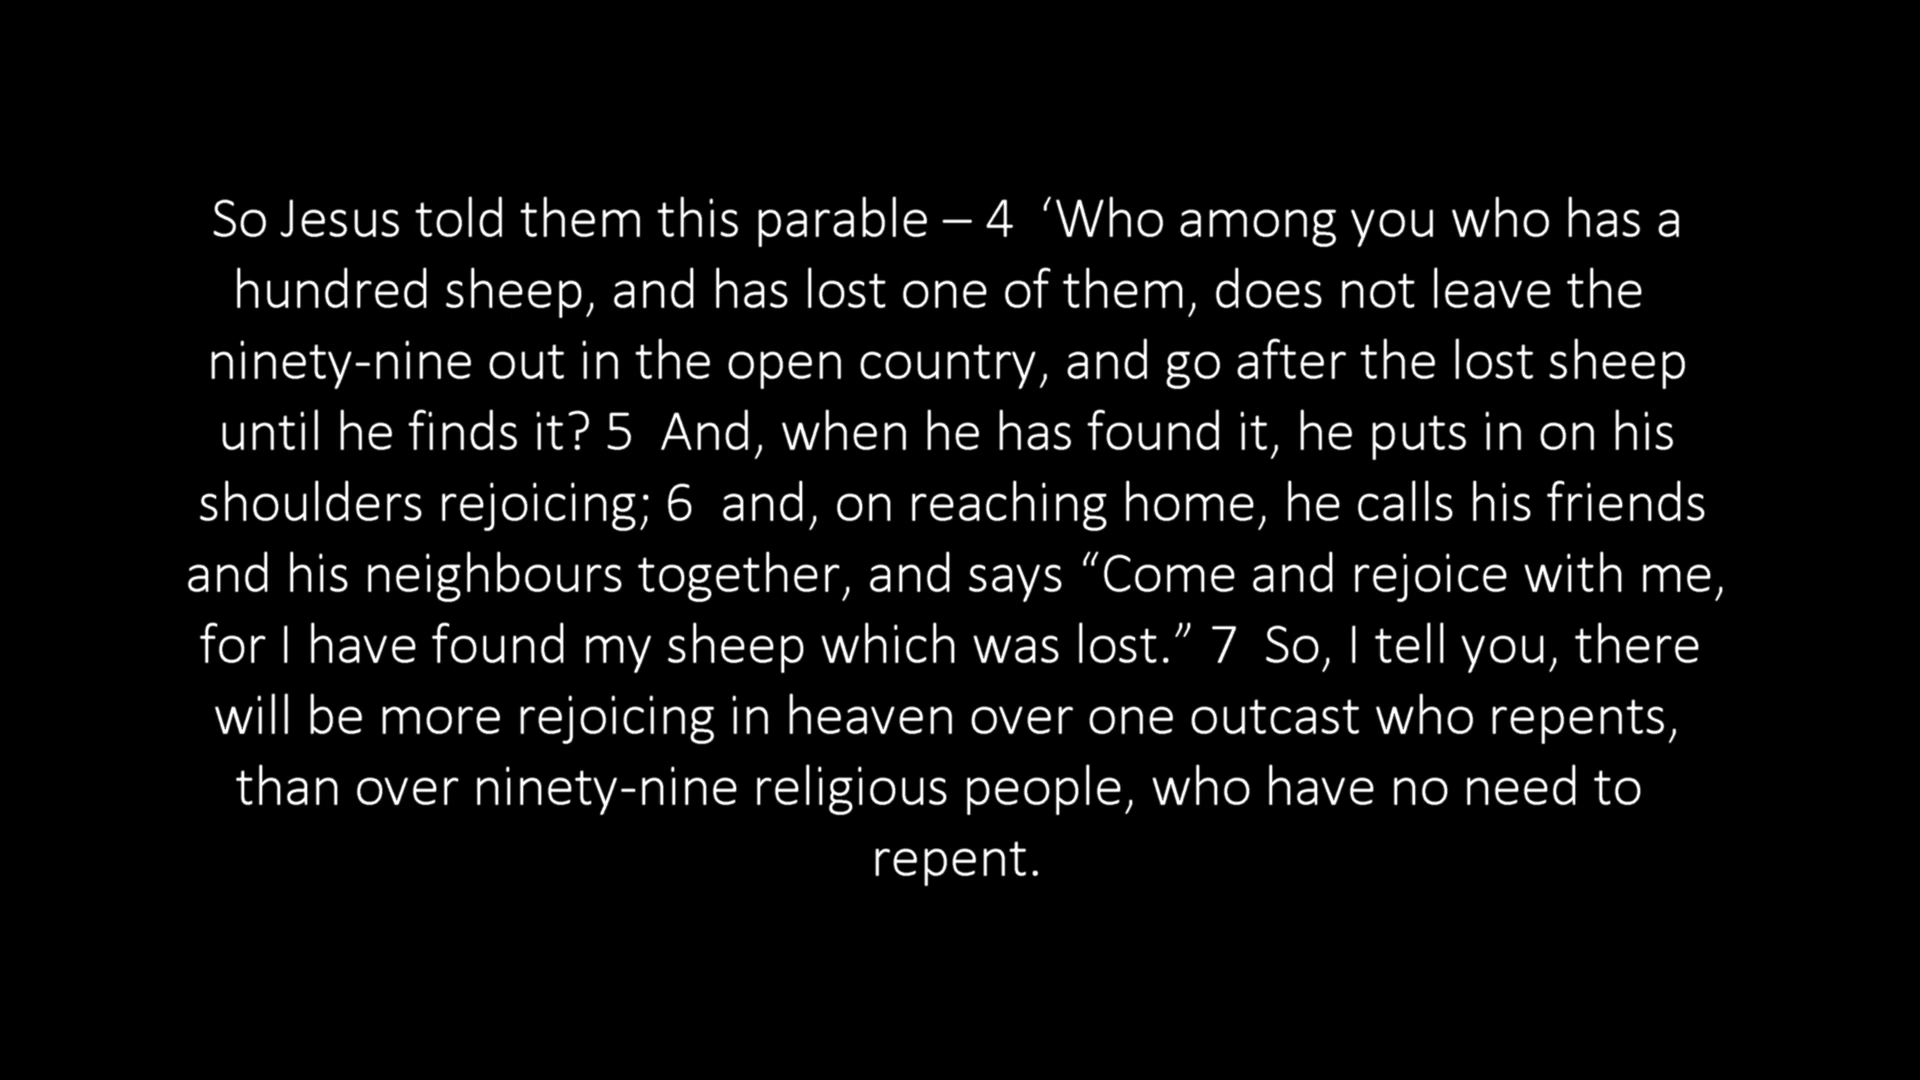 So Jesus told them this parable – 4  ‘Who among you who has a
hundred sheep, and has lost one of them, does not leave the
ninety-nine out in the open country, and go after the lost sheep
until he finds it? 5  And, when he has found it, he puts in on his
shoulders rejoicing; 6  and, on reaching home, he calls his friends
and his neighbours together, and says “Come and rejoice with me,
for I have found my sheep which was lost.” 7  So, I tell you, there
will be more rejoicing in heaven over one outcast who repents,
than over ninety-nine religious people, who have no need to
repent.